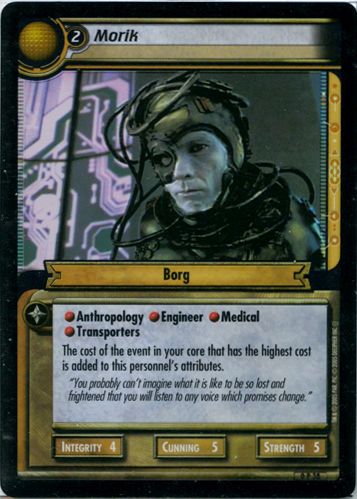 2 Morik
Borg
Anthropology Engineer Medical
Transporters
The cost of the event in your core that has the highest cost
is added to this personnel's attributes.
"You probably can't imagine what it is like to be so lost and
frightened that you will listen to any voice which promises change."
INTEGRITY 4 CUNNING 5 STRENGTH 5